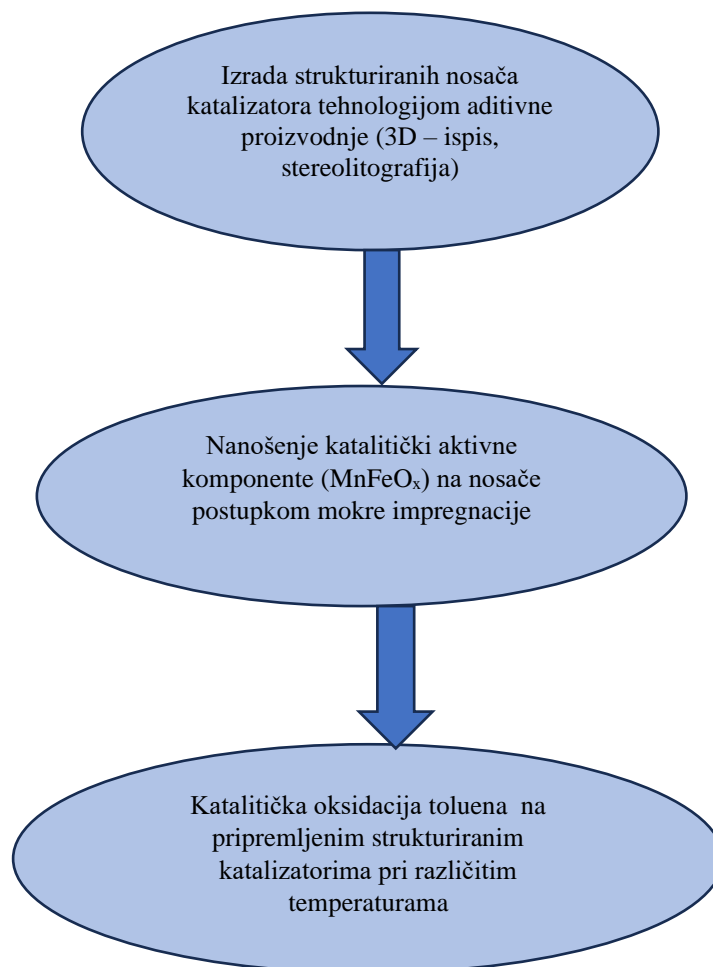 Izrada strukturiranih nosača
katalizatora tehnologijom aditivne
proizvodnje (3D – ispis,
stereolitografija)
Nanošenje katalitički aktivne
komponente (MnFeOₓ) na nosače
postupkom mokre impregnacije
Katalitička oksidacija toluena na
pripremljenim strukturiranim
katalizatorima pri različitim
temperaturama